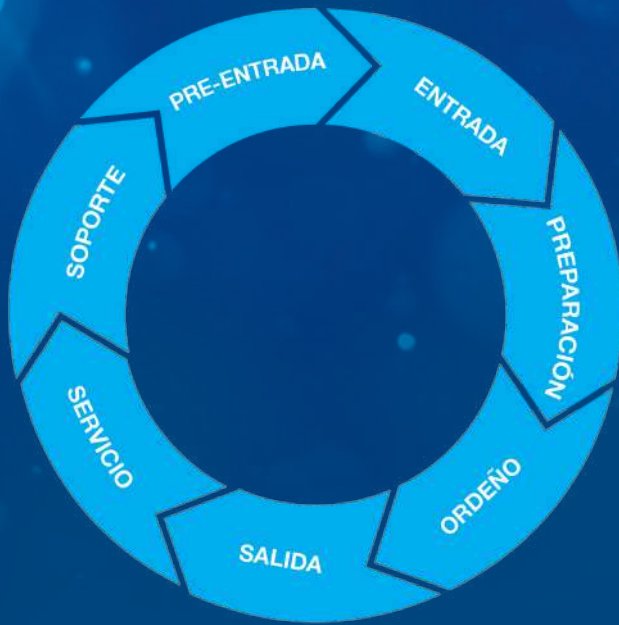 PRE-ENTRADA
ENTRADA
PREPARACIÓN
ORDEÑO
SALIDA
SERVICIO
SOPORTE